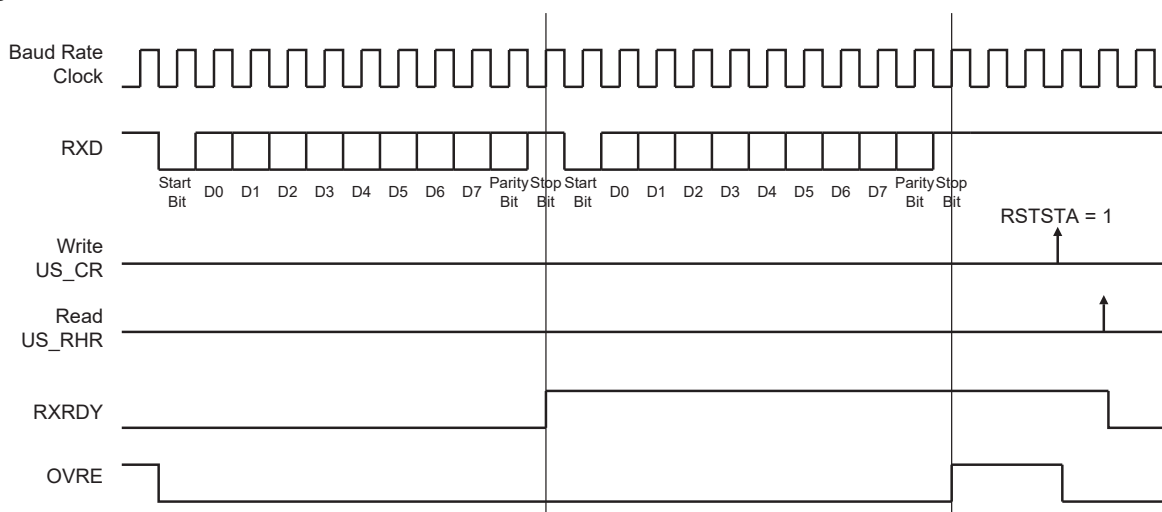 Baud Rate
Clock
RXD
Start
Bit
D0
D1
D2
D3
D4
D5
D6
D7
Parity
Bit
Stop
Bit
Start
Bit
D0
D1
D2
D3
D4
D5
D6
D7
Parity
Bit
Stop
Bit
RSTSTA = 1
Write
US_CR
Read
US_RHR
RXRDY
OVRE